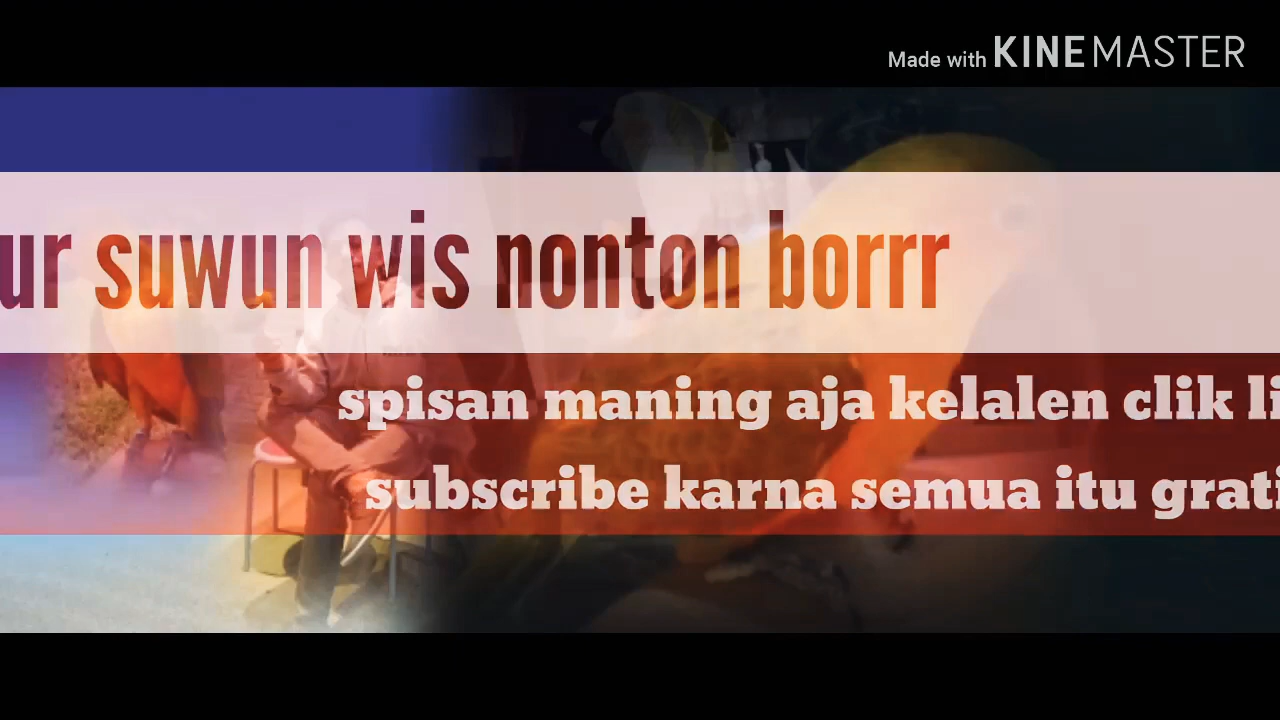 Made with KINEMASTER
ur suwun wis nonton borrr
spisan maning aja kelalen clik li
subscribe karna semua itu grati